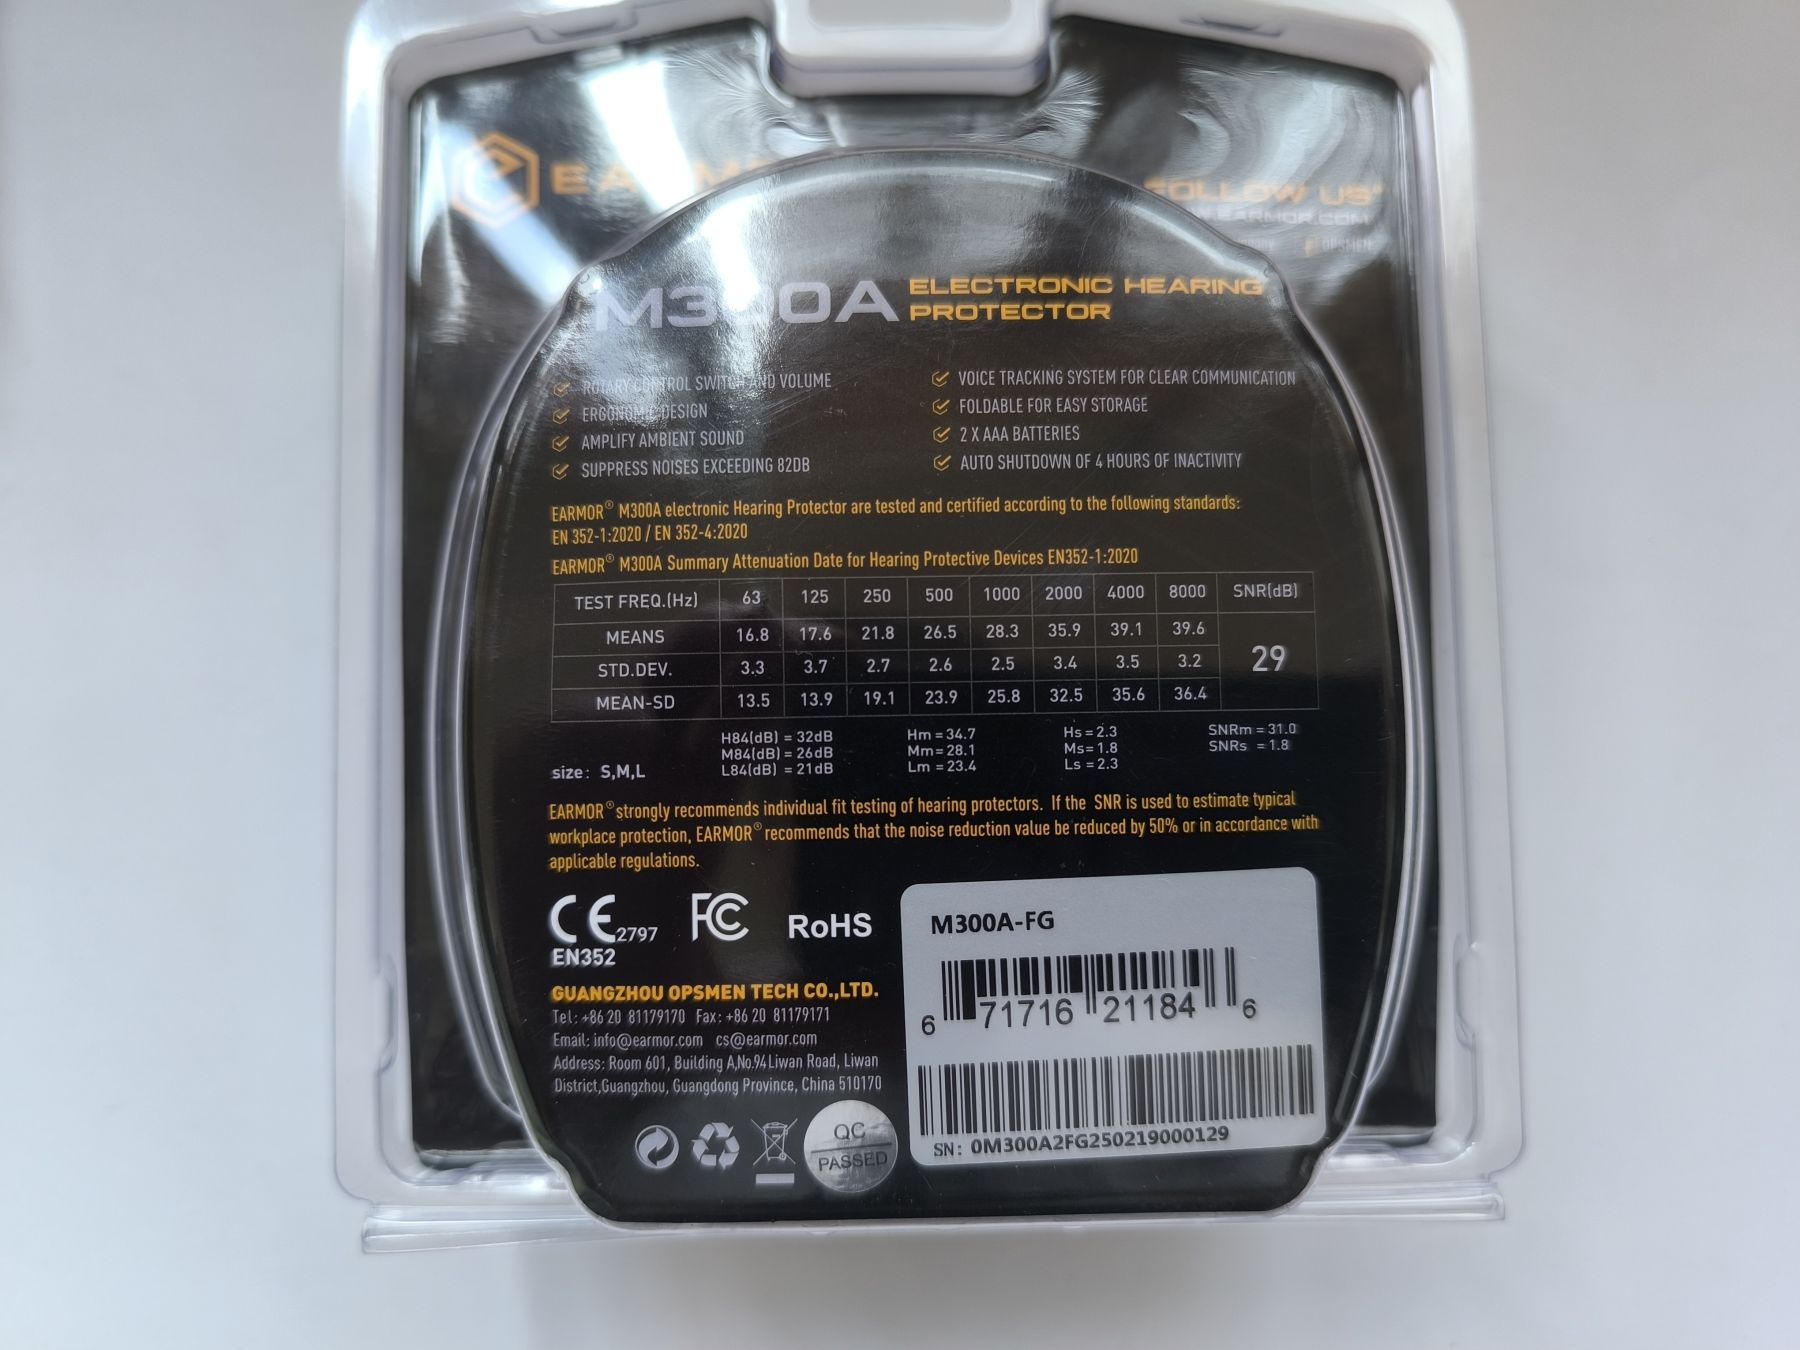 FOLLOW US
M300A ELECTRONIC HEARING
PROTECTOR
ROTARY CONTROL SWITCH AND VOLUME
ERGONOMIC DESIGN
AMPLIFY AMBIENT SOUND
SUPPRESS NOISES EXCEEDING 82DB
VOICE TRACKING SYSTEM FOR CLEAR COMMUNICATION
FOLDABLE FOR EASY STORAGE
2 X AAA BATTERIES
AUTO SHUTDOWN OF 4 HOURS OF INACTIVITY
EARMOR® M300A electronic Hearing Protector are tested and certified according to the following standards:
EN 352-1:2020 / EN 352-4:2020
EARMOR® M300A Summary Attenuation Date for Hearing Protective Devices EN352-1:2020
TEST FREQ.(Hz) 63 125 250 500 1000 2000 4000 8000 SNR(dB)
MEANS 16.8 17.6 21.8 26.5 28.3 35.9 39.1 39.6
STD.DEV. 3.3 3.7 2.7 2.6 2.5 3.4 3.5 3.2 29
MEAN-SD 13.5 13.9 19.1 23.9 25.8 32.5 35.6 36.4
H84(dB) = 32dB Hm = 34.7 Hs = 2.3 SNRm = 31.0
M84(dB) = 26dB Mm = 28.1 Ms = 1.8 SNRs = 1.8
size: S,M,L L84(dB) = 21dB Lm = 23.4 Ls = 2.3
EARMOR® strongly recommends individual fit testing of hearing protectors. If the SNR is used to estimate typical
workplace protection, EARMOR® recommends that the noise reduction value be reduced by 50% or in accordance with
applicable regulations.
CE 2797 FC RoHS
EN352
GUANGZHOU OPSMEN TECH CO.,LTD.
Tel: +86 20 81179170 Fax: +86 20 81179171
Email: info@earmor.com cs@earmor.com
Address: Room 601, Building A,No.94 Liwan Road, Liwan
District,Guangzhou, Guangdong Province, China 510170
QC
PASSED
M300A-FG
6 71716 21184 6
SN: 0M300A2FG250219000129